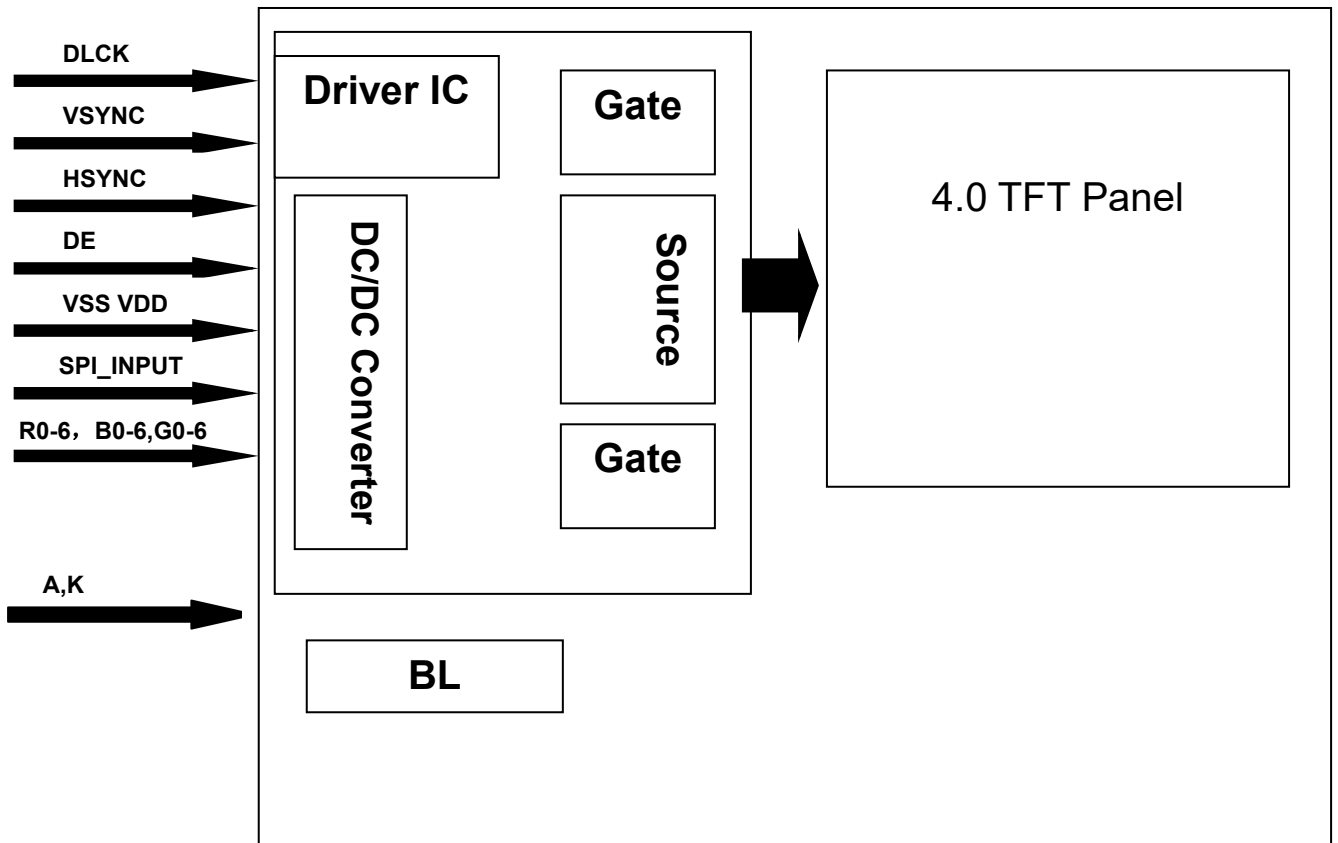 DLCK
VSYNC
HSYNC
DE
VSS VDD
SPI_INPUT
R0-6，B0-6,G0-6
A,K
Driver IC
DC/DC Converter
Gate
Source
Gate
BL
4.0 TFT Panel